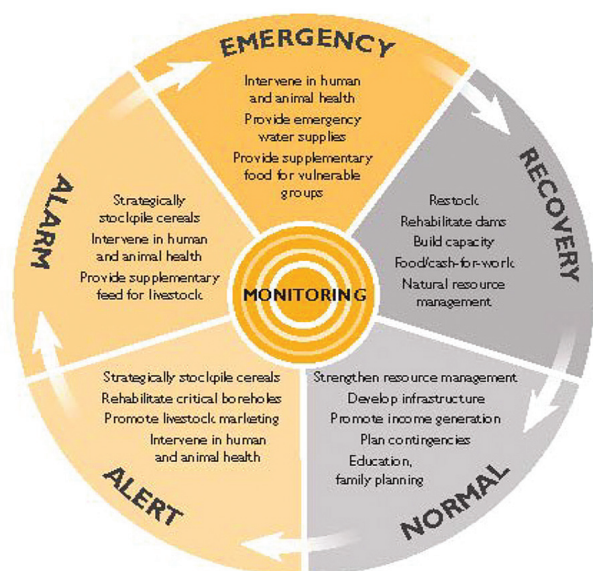 EMERGENCY
Intervene in human
and animal health
Provide emergency
water supplies
Provide supplementary
food for vulnerable
groups
RECOVERY
Restock
Rehabilitate dams
Build capacity
Food/cash-for-work
Natural resource
management
NORMAL
Strengthen resource management
Develop infrastructure
Promote income generation
Plan contingencies
Education,
family planning
ALERT
Strategically stockpile cereals
Rehabilitate critical boreholes
Promote livestock marketing
Intervene in human
and animal health
ALARM
Strategically
stockpile cereals
Intervene in human
and animal health
Provide supplementary
feed for livestock
MONITORING